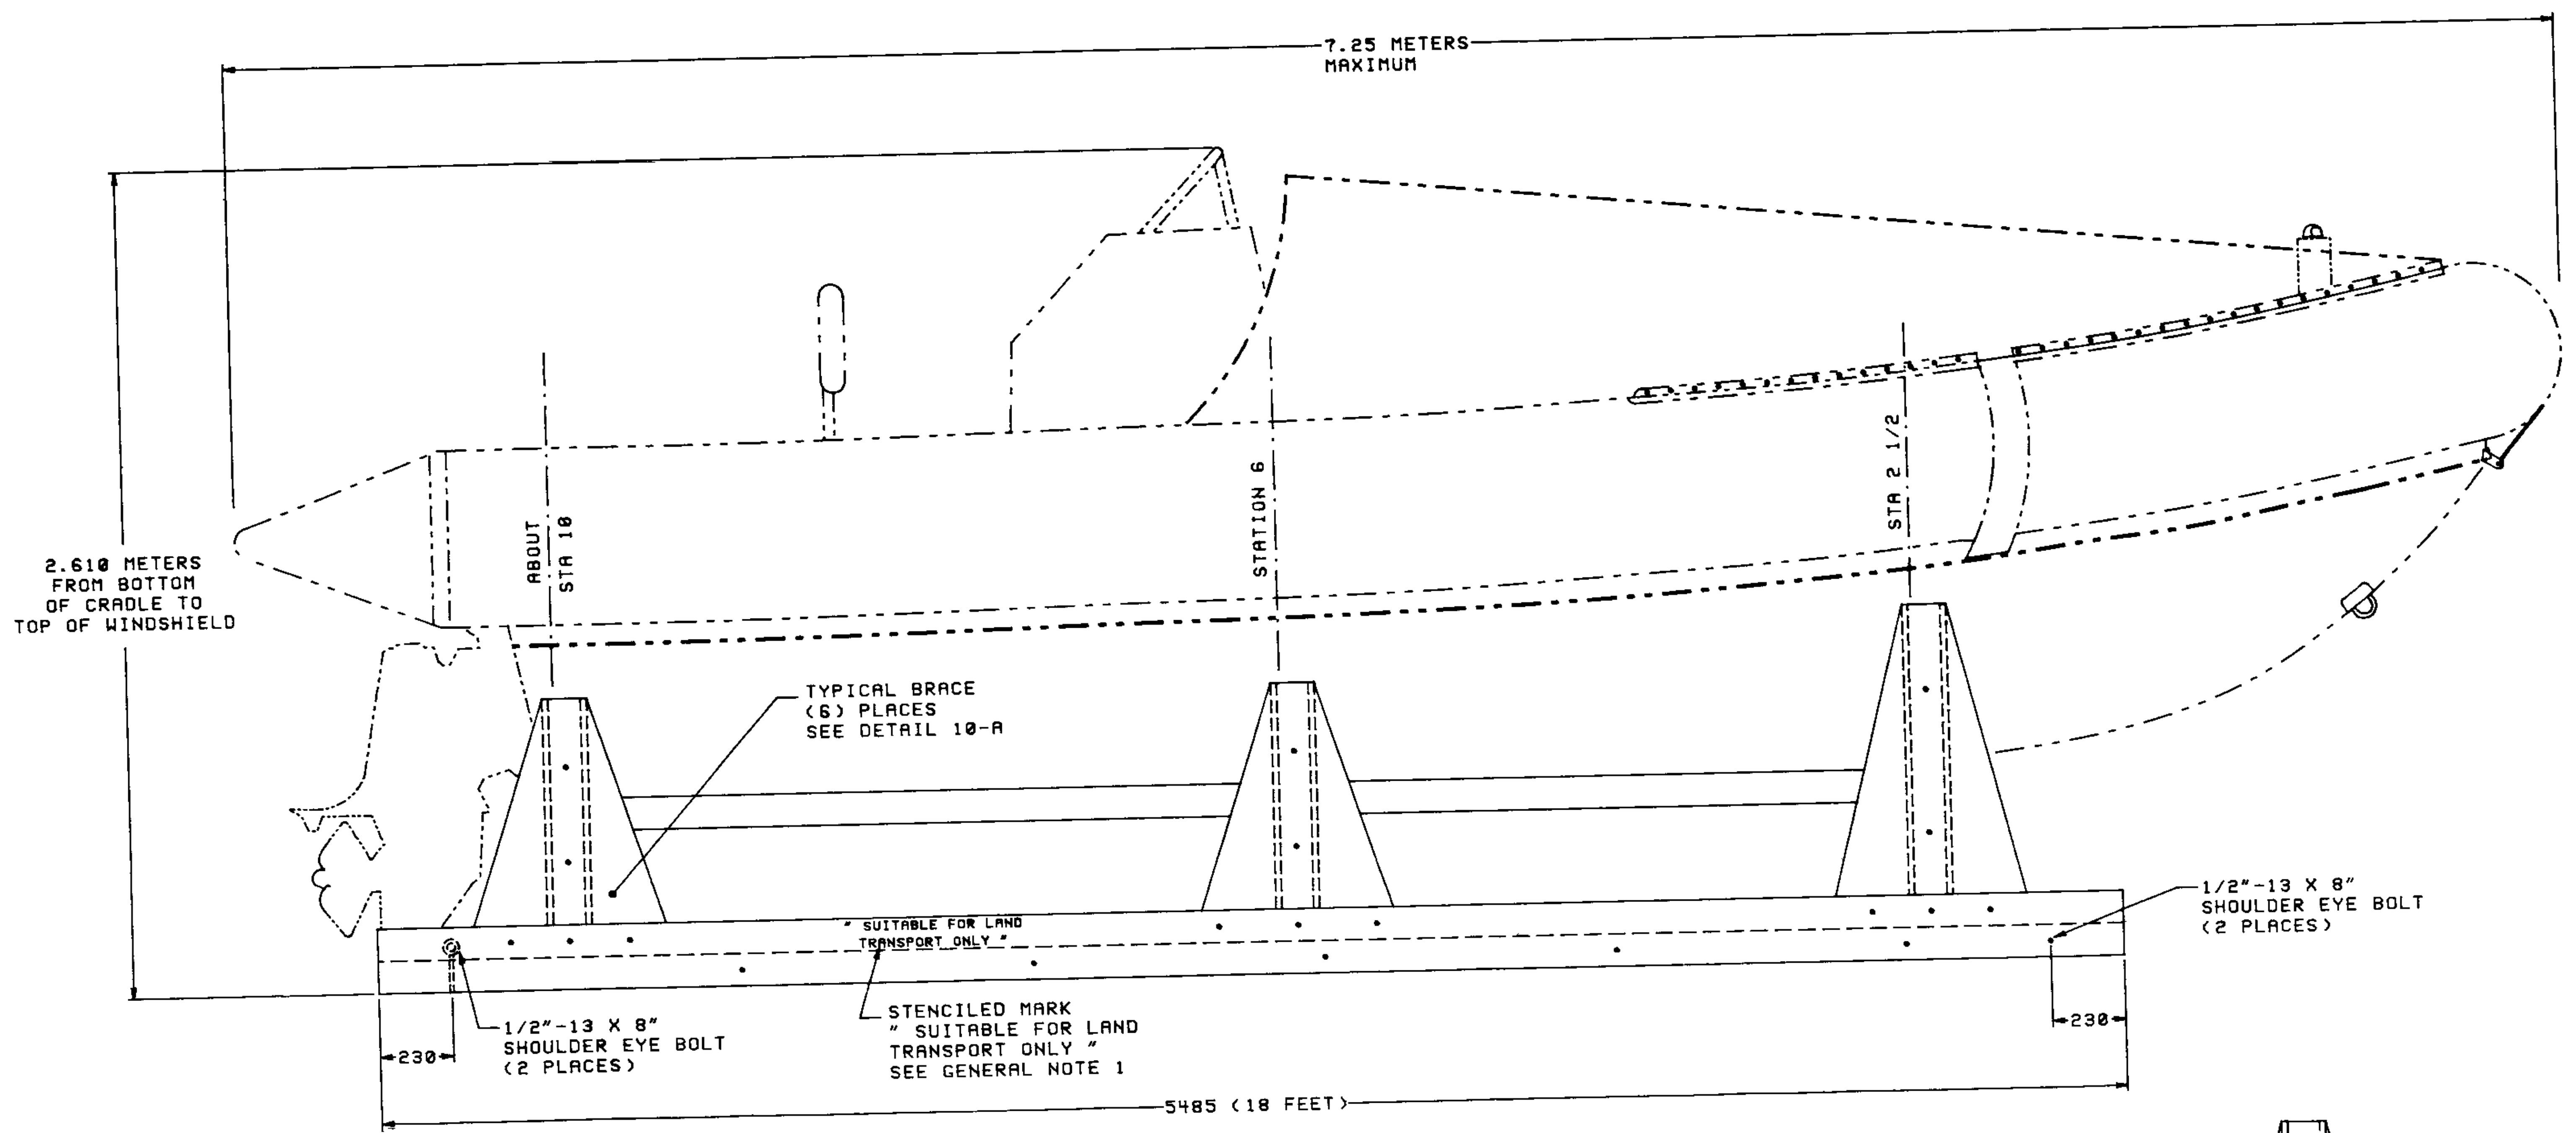 7.25 METERS
MAXIMUM
2.610 METERS
FROM BOTTOM
OF CRADLE TO
TOP OF WINDSHIELD
ABOUT
STA 10
STATION 6
STA 2 1/2
TYPICAL BRACE
(6) PLACES
SEE DETAIL 10-A
" SUITABLE FOR LAND
TRANSPORT ONLY "
1/2"-13 X 8"
SHOULDER EYE BOLT
(2 PLACES)
STENCILED MARK
" SUITABLE FOR LAND
TRANSPORT ONLY "
SEE GENERAL NOTE 1
1/2"-13 X 8"
SHOULDER EYE BOLT
(2 PLACES)
230
230
5485 (18 FEET)